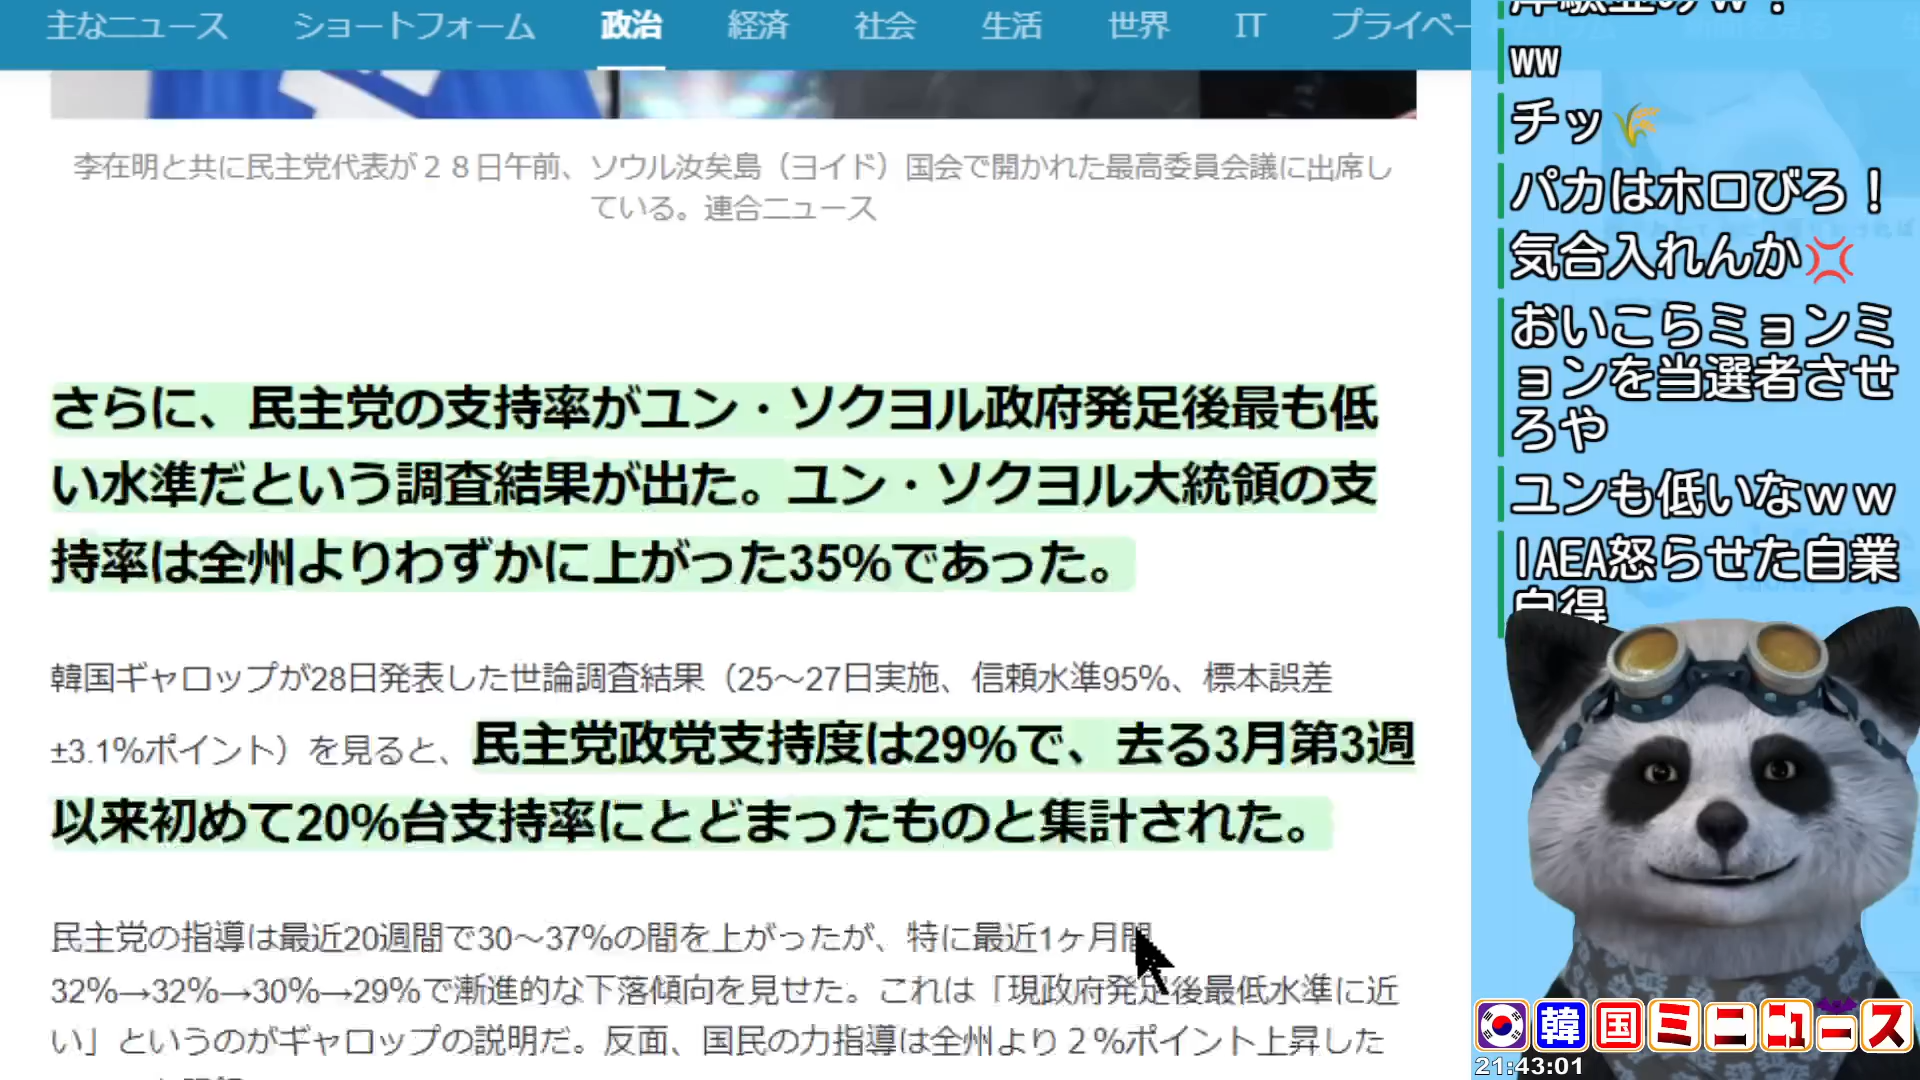 主なニュース ショートフォーム 政治 経済 社会 生活 世界 IT プライベー
李在明と共に民主党代表が２８日午前、ソウル汝矣島（ヨイド）国会で開かれた最高委員会議に出席し
ている。連合ニュース
さらに、民主党の支持率がユン・ソクヨル政府発足後最も低
い水準だという調査結果が出た。ユン・ソクヨル大統領の支
持率は全州よりわずかに上がった35%であった。
韓国ギャロップが28日発表した世論調査結果（25〜27日実施、信頼水準95%、標本誤差
±3.1%ポイント）を見ると、民主党政党支持度は29%で、去る3月第3週
以来初めて20%台支持率にとどまったものと集計された。
民主党の指導は最近20週間で30〜37%の間を上がったが、特に最近1ヶ月間
32%→32%→30%→29%で漸進的な下落傾向を見せた。これは「現政府発足後最低水準に近
い」というのがギャロップの説明だ。反面、国民の力指導は全州より２%ポイント上昇した
ww
チッ🌾
パカはホロびろ！
気合入れんか💢
おいこらミョンミ
ョンを当選者させ
ろや
ユンも低いなｗｗ
IAEA怒らせた自業
自得
韓国ミニニュース
21:43:01